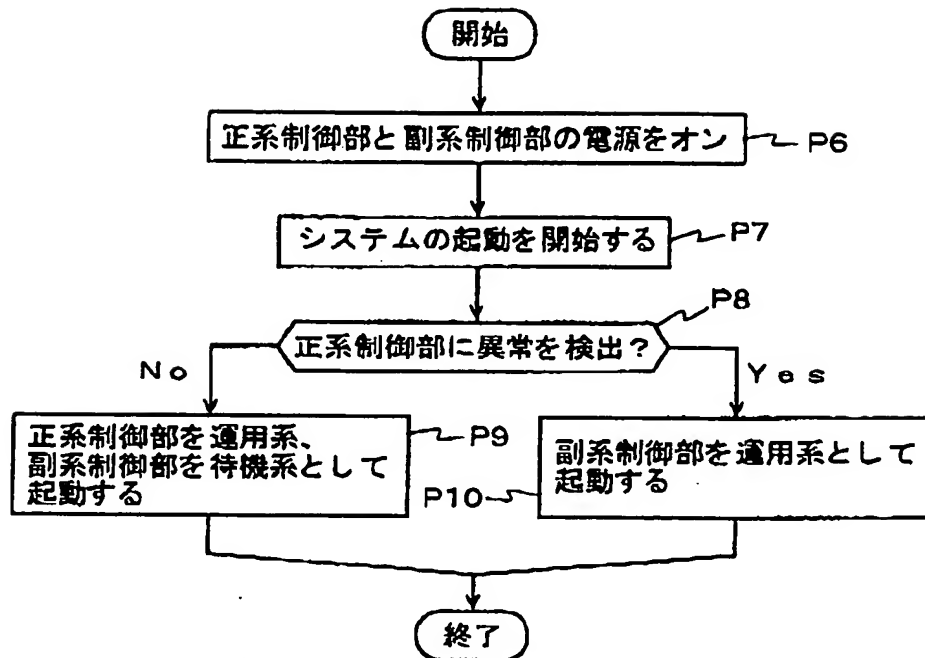 開始
正系制御部と副系制御部の電源をオン
P6
システムの起動を開始する
P7
P8
正系制御部に異常を検出？
No
Yes
正系制御部を運用系、
副系制御部を待機系として
起動する
P9
副系制御部を運用系として
起動する
P10
終了